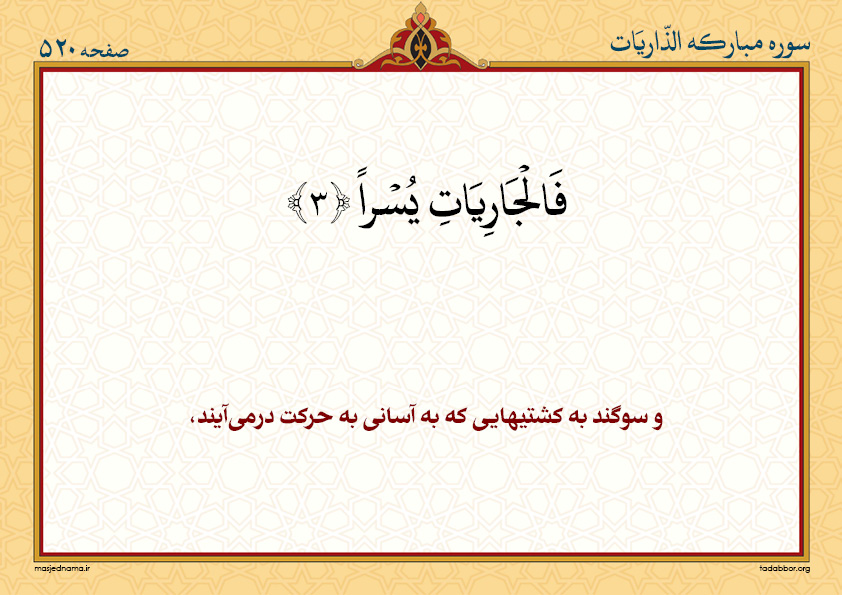 سوره مبارکه الذّاریَات
صفحه ۵۲۰
فَالْجَارِيَاتِ يُسْراً ﴿٣﴾
و سوگند به کشتیهایی که به آسانی به حرکت درمی‌آیند،
masjednama.ir
tadabbor.org